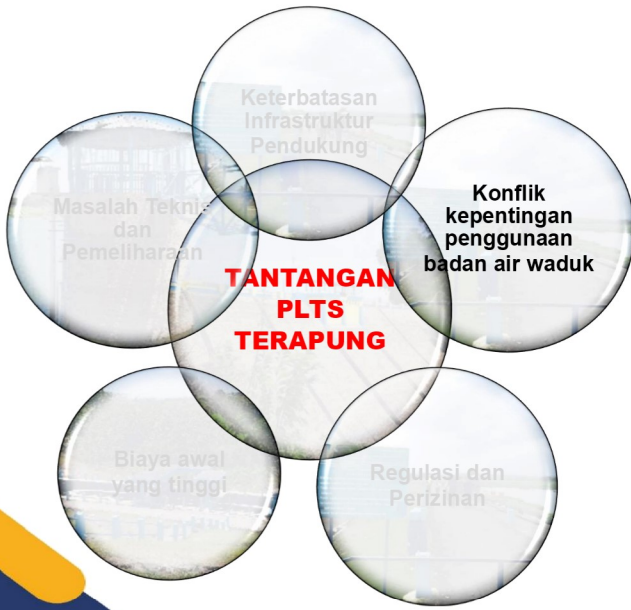 Keterbatasan
Infrastruktur
Pendukung
Masalah Teknis
dan
Pemeliharaan
Konflik
kepentingan
penggunaan
badan air waduk
TANTANGAN
PLTS
TERAPUNG
Biaya awal
yang tinggi
Regulasi dan
Perizinan